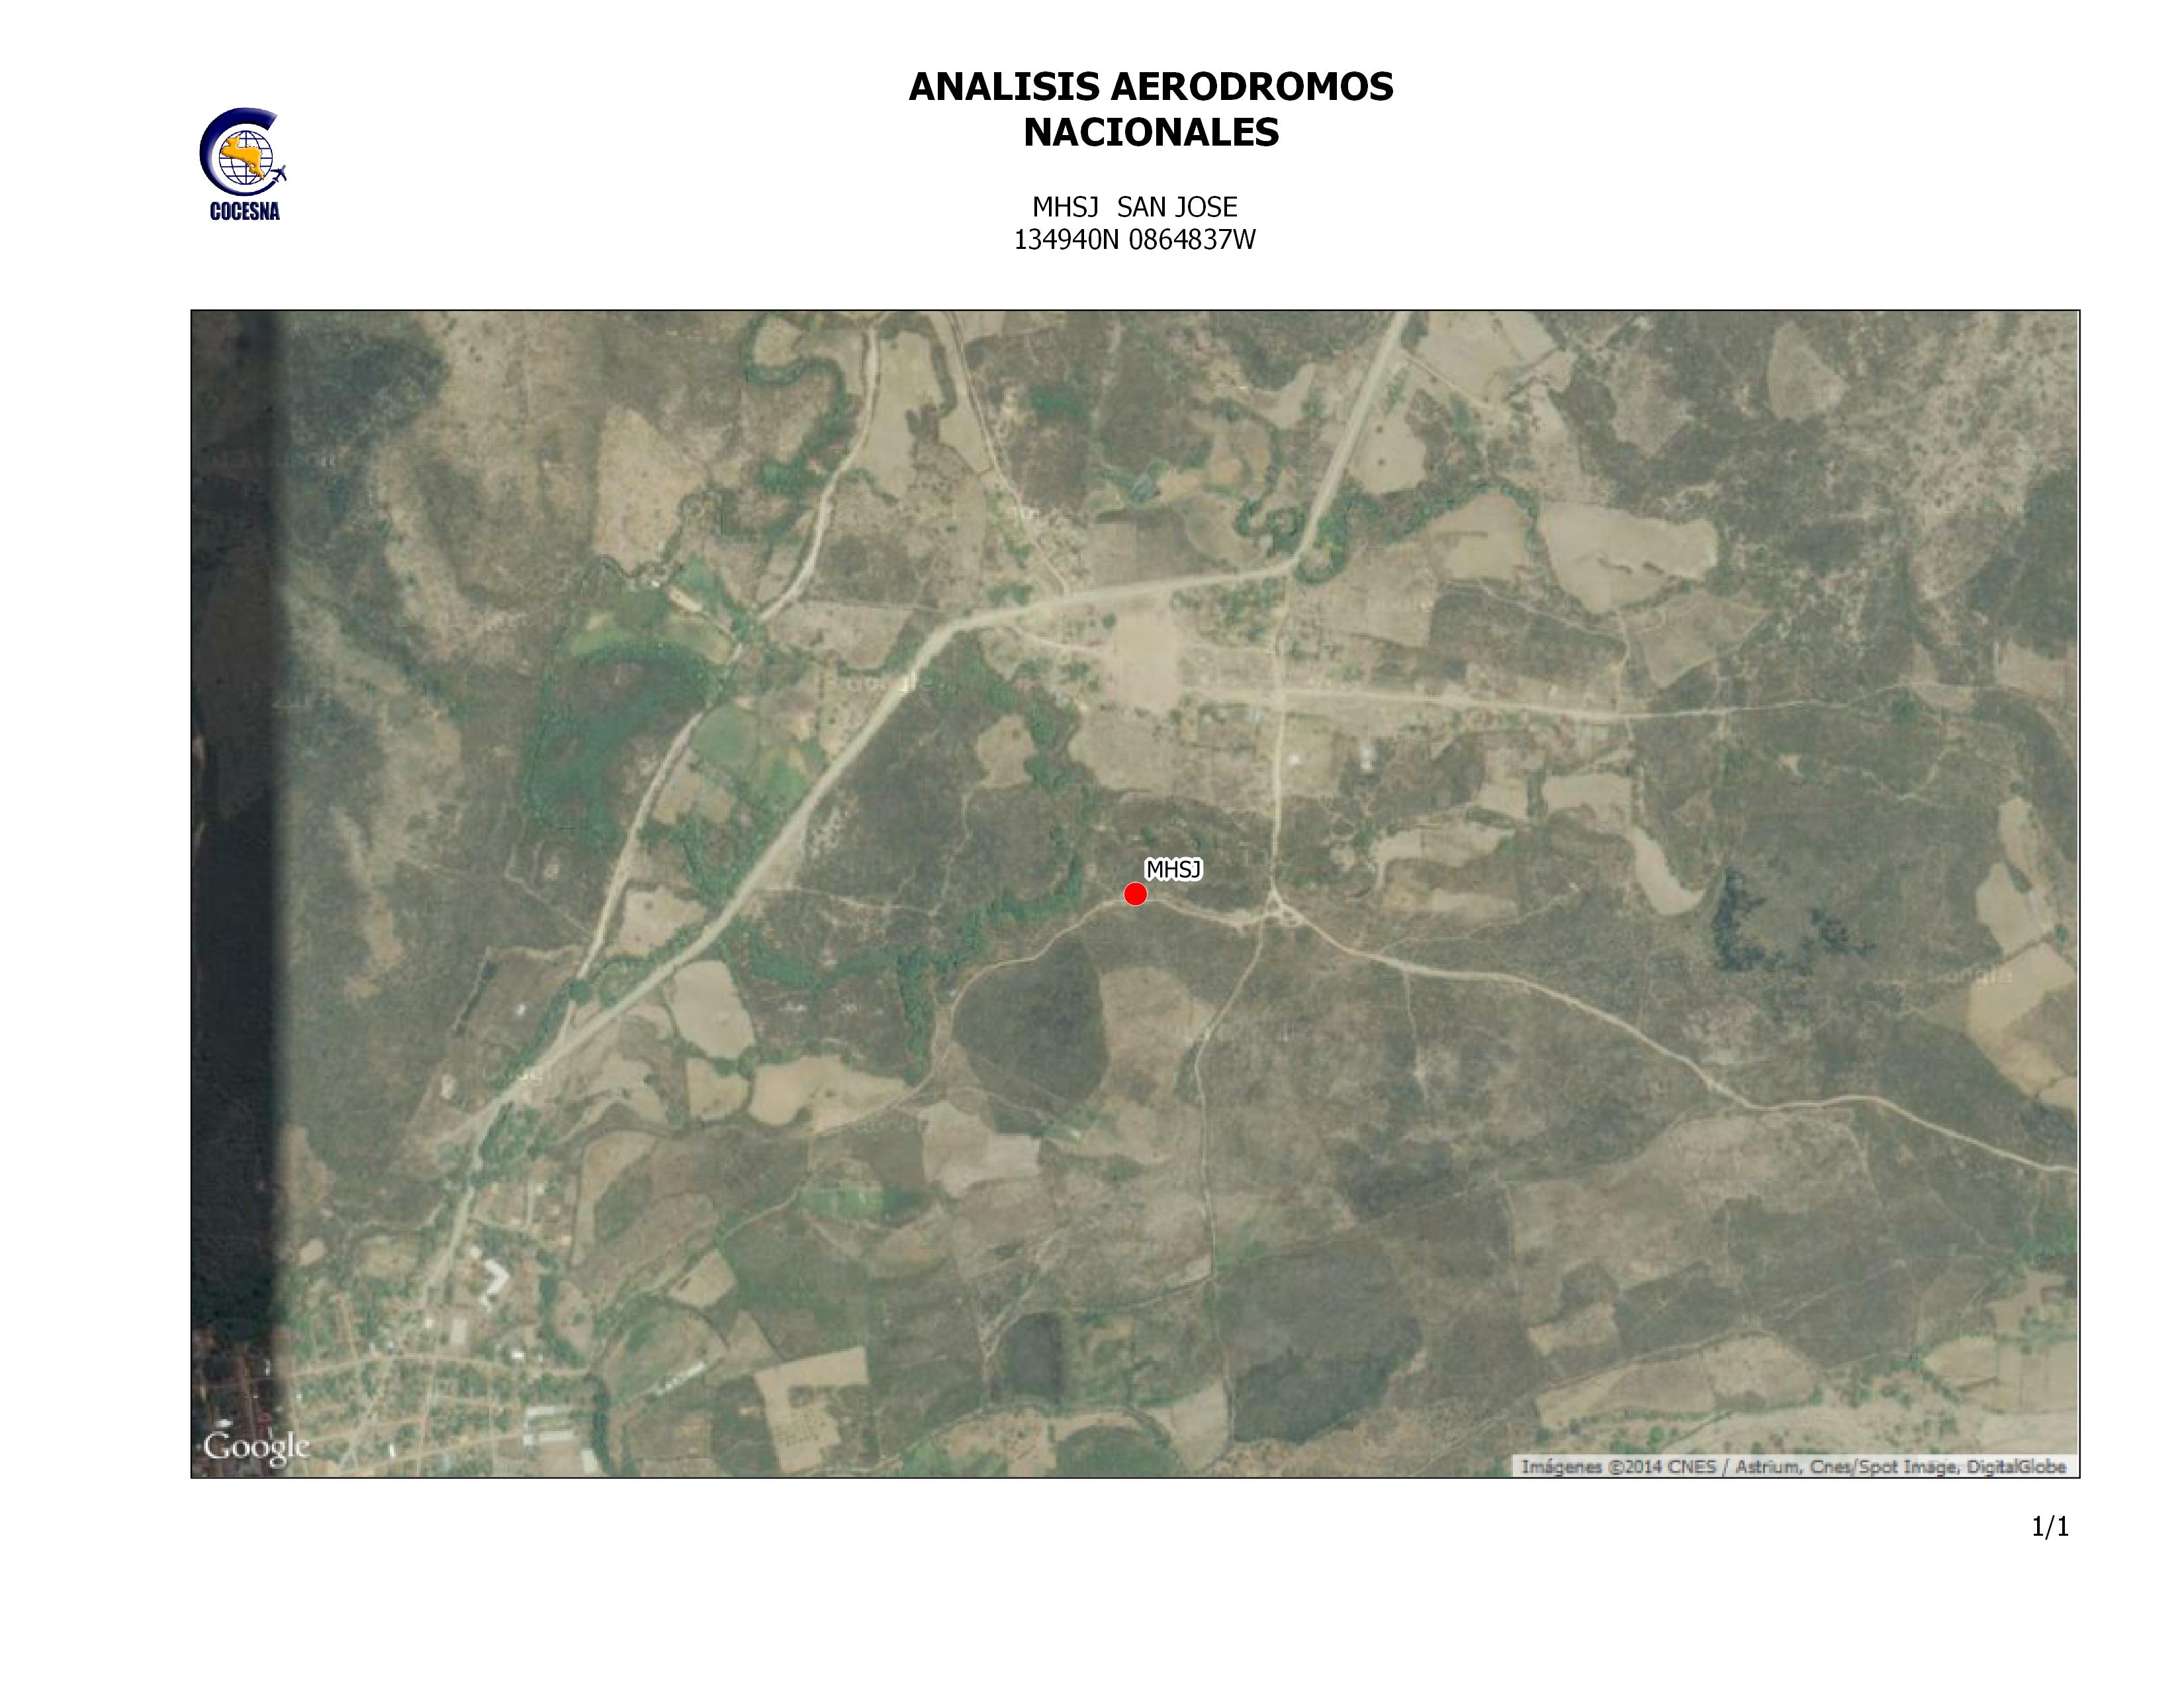 ANALISIS AERODROMOS
NACIONALES
COCESNA
MHSJ SAN JOSE
134940N 0864837W
MHSJ
Google
Imágenes ©2014 CNES / Astrium, Cnes/Spot Image, DigitalGlobe
1/1